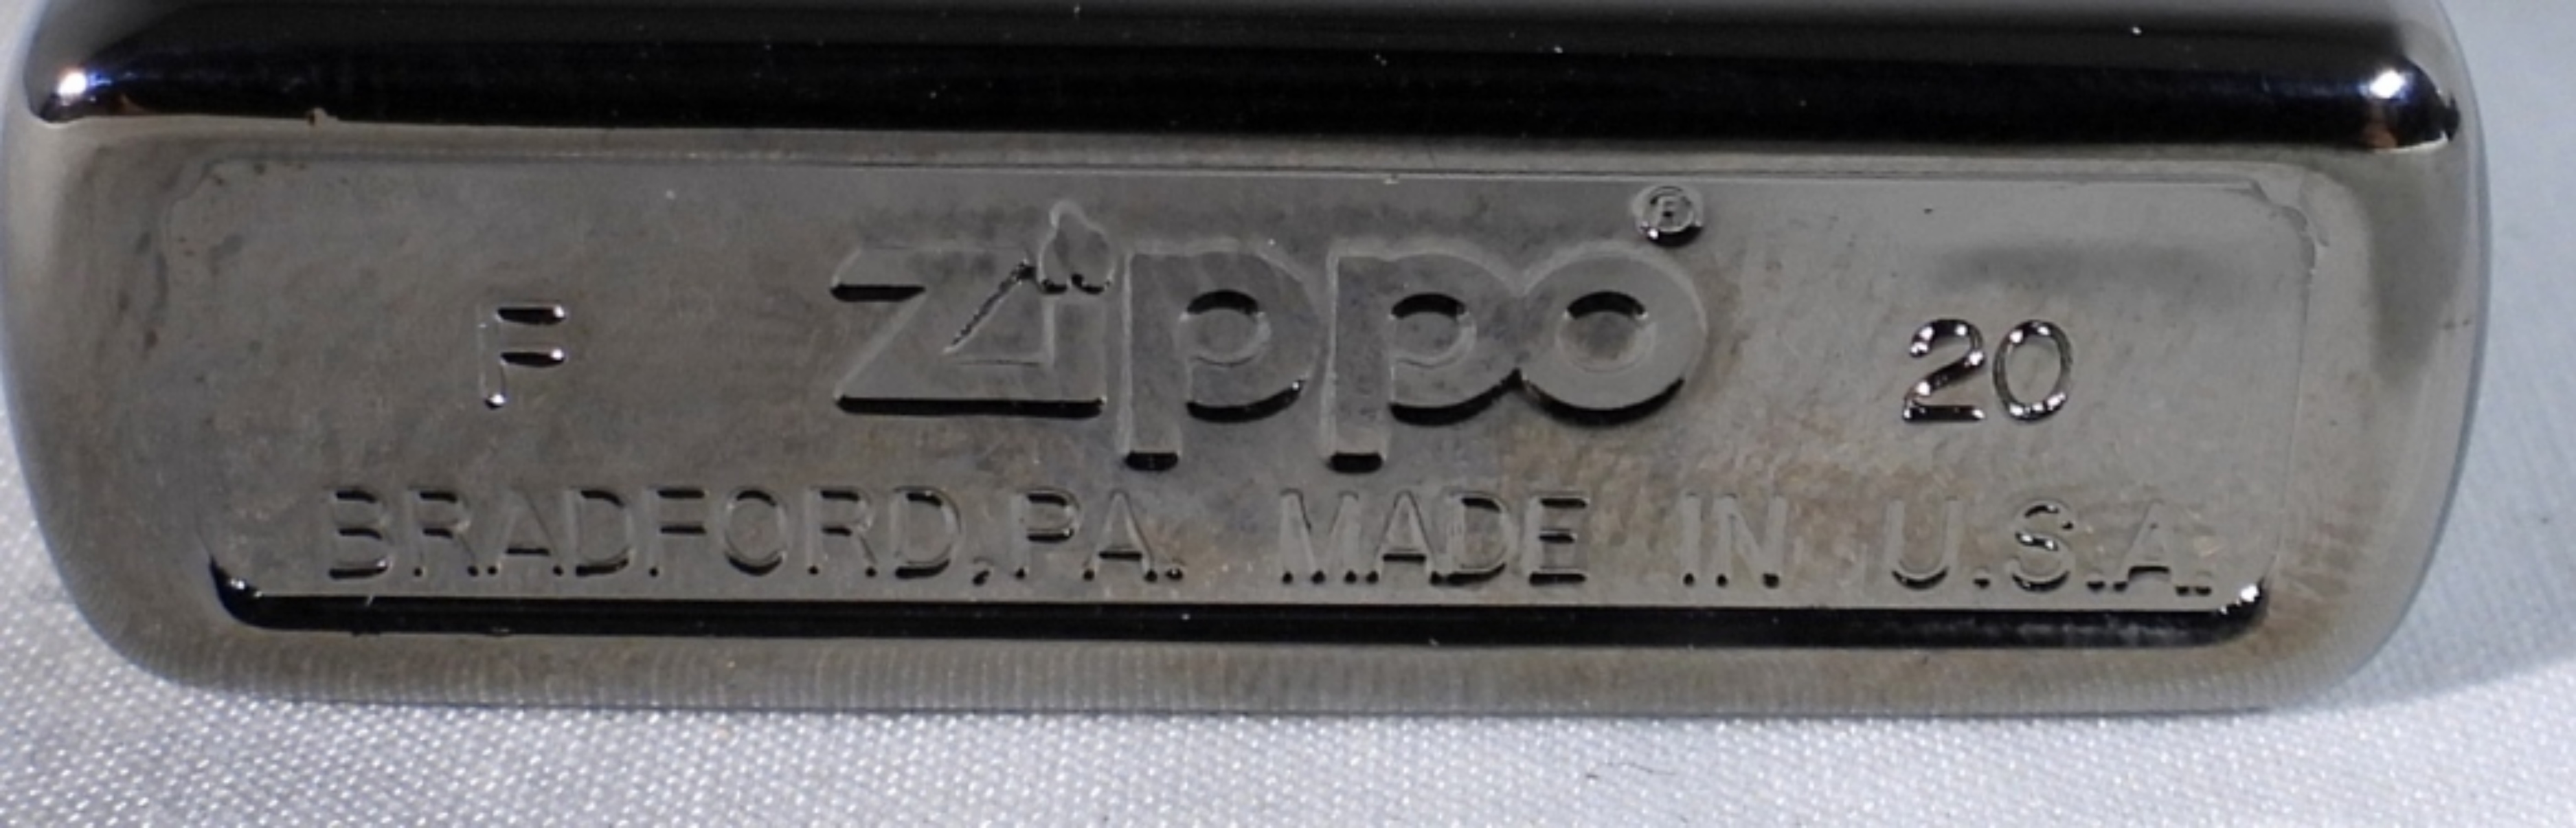 F Zippo® 20
BRADFORD,PA. MADE IN U.S.A.